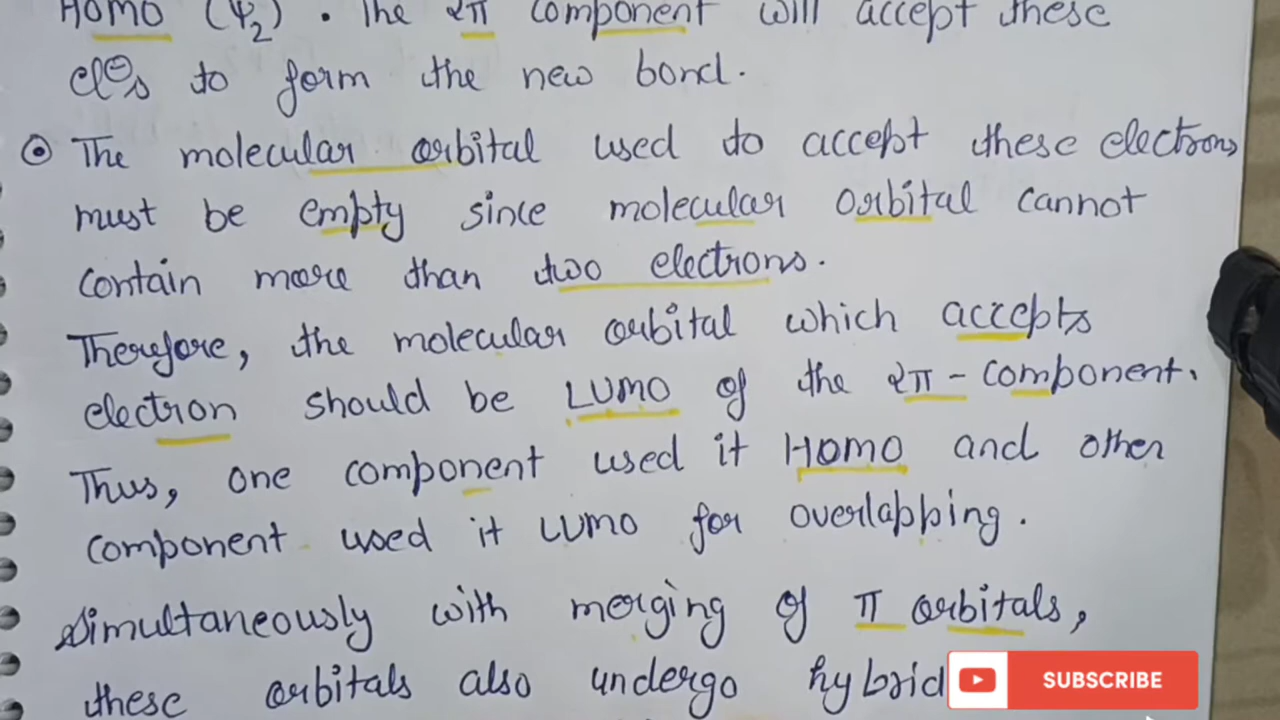 HOMO (Ψ2). The 2π component will accept these
el⊖s to form the new bond.
⊙ The molecular orbital used to accept these electrons
must be empty since molecular orbital cannot
contain more than two electrons.
Therefore, the molecular orbital which accepts
electron should be LUMO of the 2π-component.
Thus, one component used it HOMO and other
component used it LUMO for overlapping.
Simultaneously with merging of π orbitals,
these orbitals also undergo hybrid
SUBSCRIBE